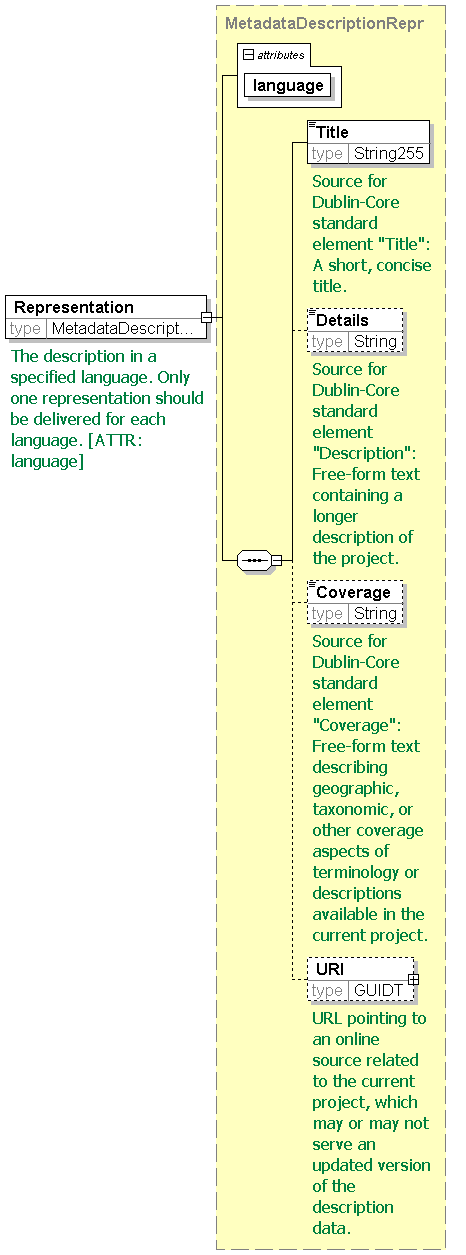 MetadataDescriptionRepr
attributes
language
Title
type String255
Source for
Dublin-Core
standard
element "Title":
A short, concise
title.
Representation
type MetadataDescript...
The description in a
specified language. Only
one representation should
be delivered for each
language. [ATTR:
language]
Details
type String
Source for
Dublin-Core
standard
element
"Description":
Free-form text
containing a
longer
description of
the project.
Coverage
type String
Source for
Dublin-Core
standard
element
"Coverage":
Free-form text
describing
geographic,
taxonomic, or
other coverage
aspects of
terminology or
descriptions
available in the
current project.
URI
type GUIDT
URL pointing to
an online
source related
to the current
project, which
may or may not
serve an
updated version
of the
description
data.